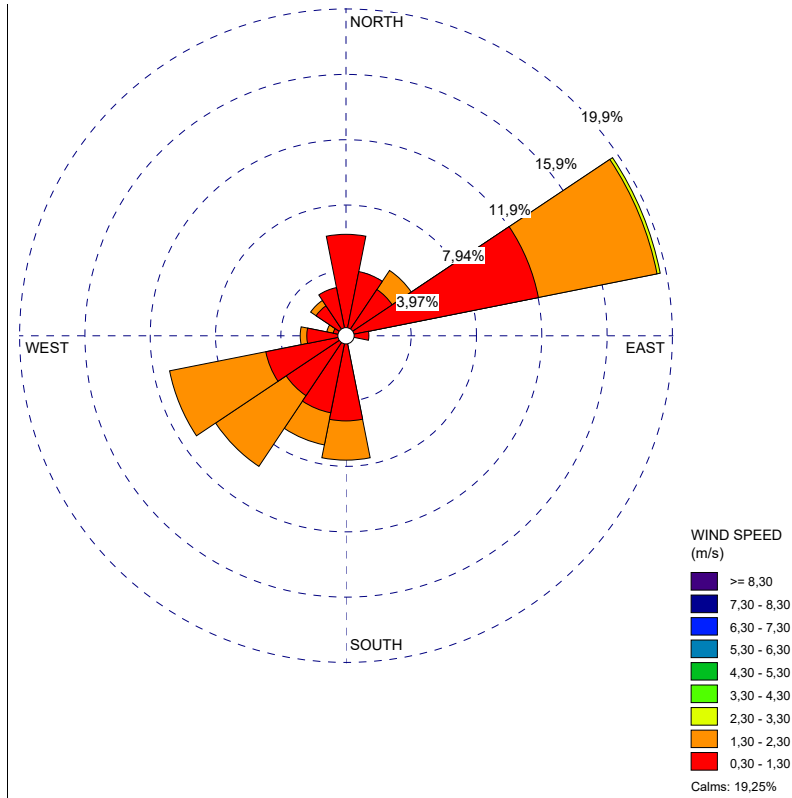 NORTH
19,9%
15,9%
11,9%
7,94%
3,97%
WEST
EAST
SOUTH
WIND SPEED
(m/s)
>= 8,30
7,30 - 8,30
6,30 - 7,30
5,30 - 6,30
4,30 - 5,30
3,30 - 4,30
2,30 - 3,30
1,30 - 2,30
0,30 - 1,30
Calms: 19,25%